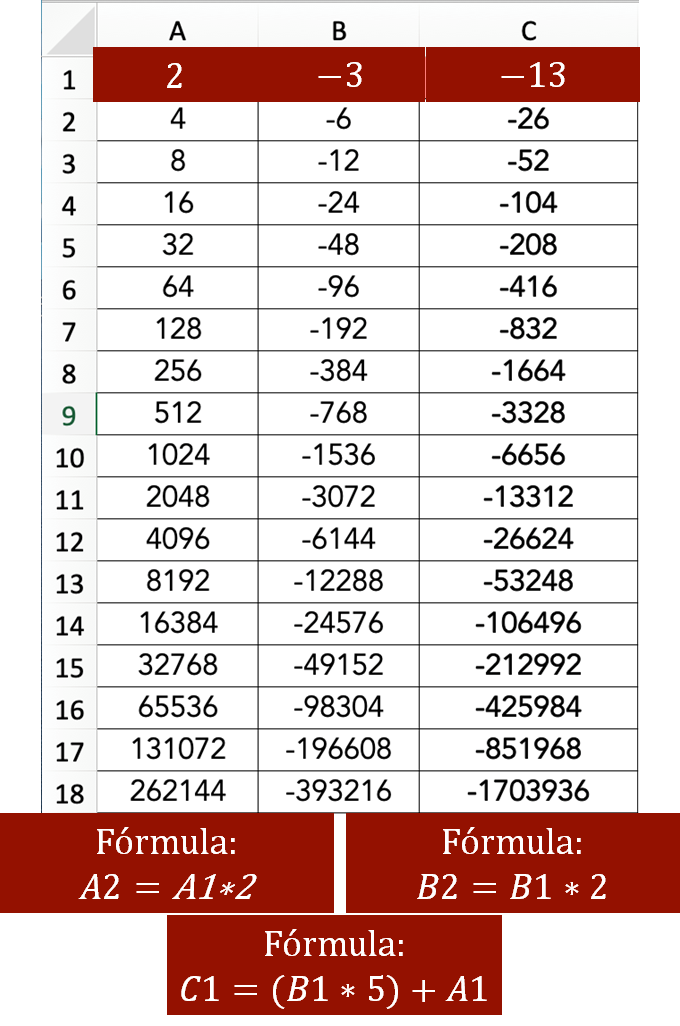 A B C
1 2 −3 −13
2 4 -6 -26
3 8 -12 -52
4 16 -24 -104
5 32 -48 -208
6 64 -96 -416
7 128 -192 -832
8 256 -384 -1664
9 512 -768 -3328
10 1024 -1536 -6656
11 2048 -3072 -13312
12 4096 -6144 -26624
13 8192 -12288 -53248
14 16384 -24576 -106496
15 32768 -49152 -212992
16 65536 -98304 -425984
17 131072 -196608 -851968
18 262144 -393216 -1703936
Fórmula:
A2 = A1*2
Fórmula:
B2 = B1 * 2
Fórmula:
C1 = (B1 * 5) + A1